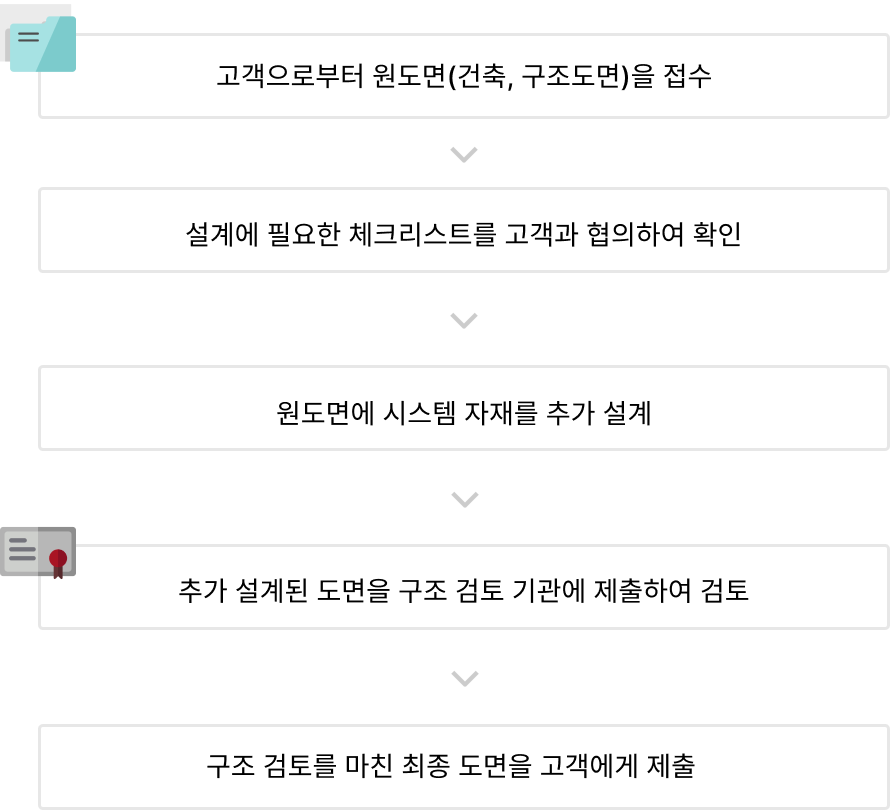 고객으로부터 원도면(건축, 구조도면)을 접수
설계에 필요한 체크리스트를 고객과 협의하여 확인
원도면에 시스템 자재를 추가 설계
추가 설계된 도면을 구조 검토 기관에 제출하여 검토
구조 검토를 마친 최종 도면을 고객에게 제출